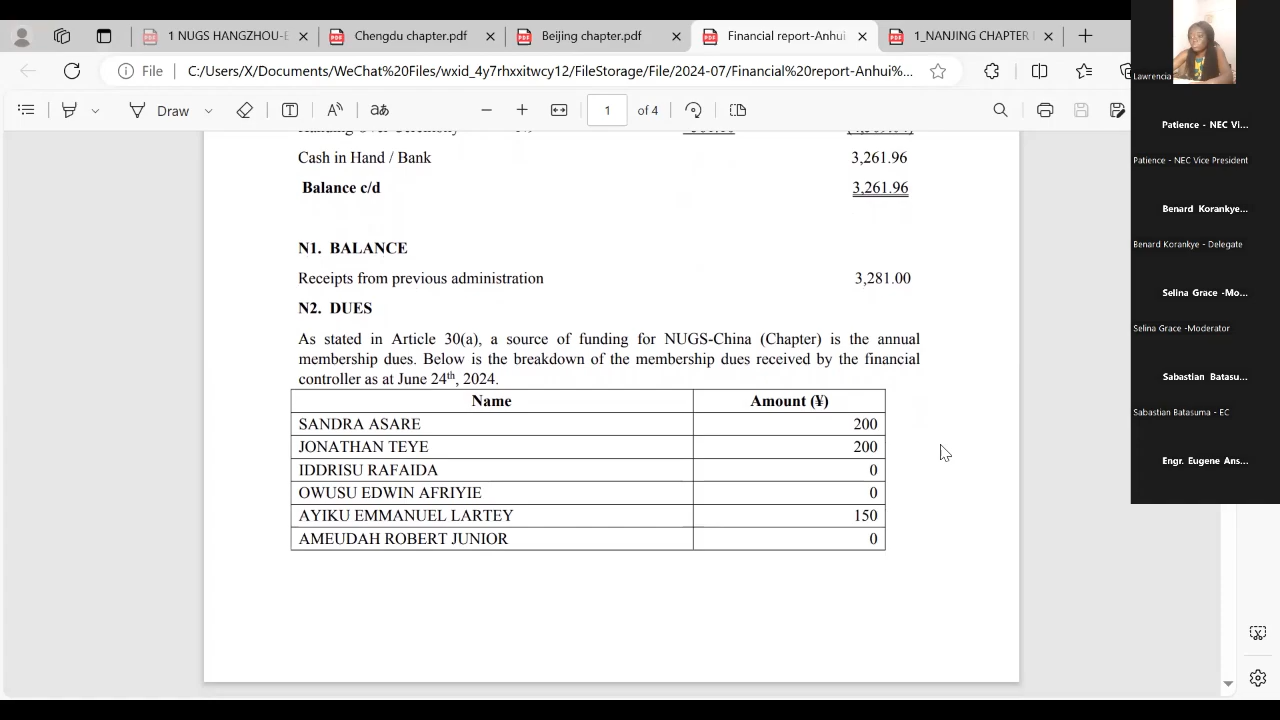 1 NUGS HANGZHOU-E
Chengdu chapter.pdf
Beijing chapter.pdf
Financial report-Anhui
1_NANJING CHAPTER
File
C:/Users/X/Documents/WeChat%20Files/wxid_4y7rhxxitwcy12/FileStorage/File/2024-07/Financial%20report-Anhui%...
Draw
aあ
1 of 4
Cash in Hand / Bank 3,261.96
Balance c/d 3,261.96
N1. BALANCE
Receipts from previous administration 3,281.00
N2. DUES
As stated in Article 30(a), a source of funding for NUGS-China (Chapter) is the annual
membership dues. Below is the breakdown of the membership dues received by the financial
controller as at June 24th, 2024.
Name Amount (¥)
SANDRA ASARE 200
JONATHAN TEYE 200
IDDRISU RAFAIDA 0
OWUSU EDWIN AFRIYIE 0
AYIKU EMMANUEL LARTEY 150
AMEUDAH ROBERT JUNIOR 0
Lawrencia
Patience - NEC Vi...
Patience - NEC Vice President
Benard Korankye...
Benard Korankye - Delegate
Selina Grace -Mo...
Selina Grace -Moderator
Sabastian Batasu...
Sabastian Batasuma - EC
Engr. Eugene Ans...